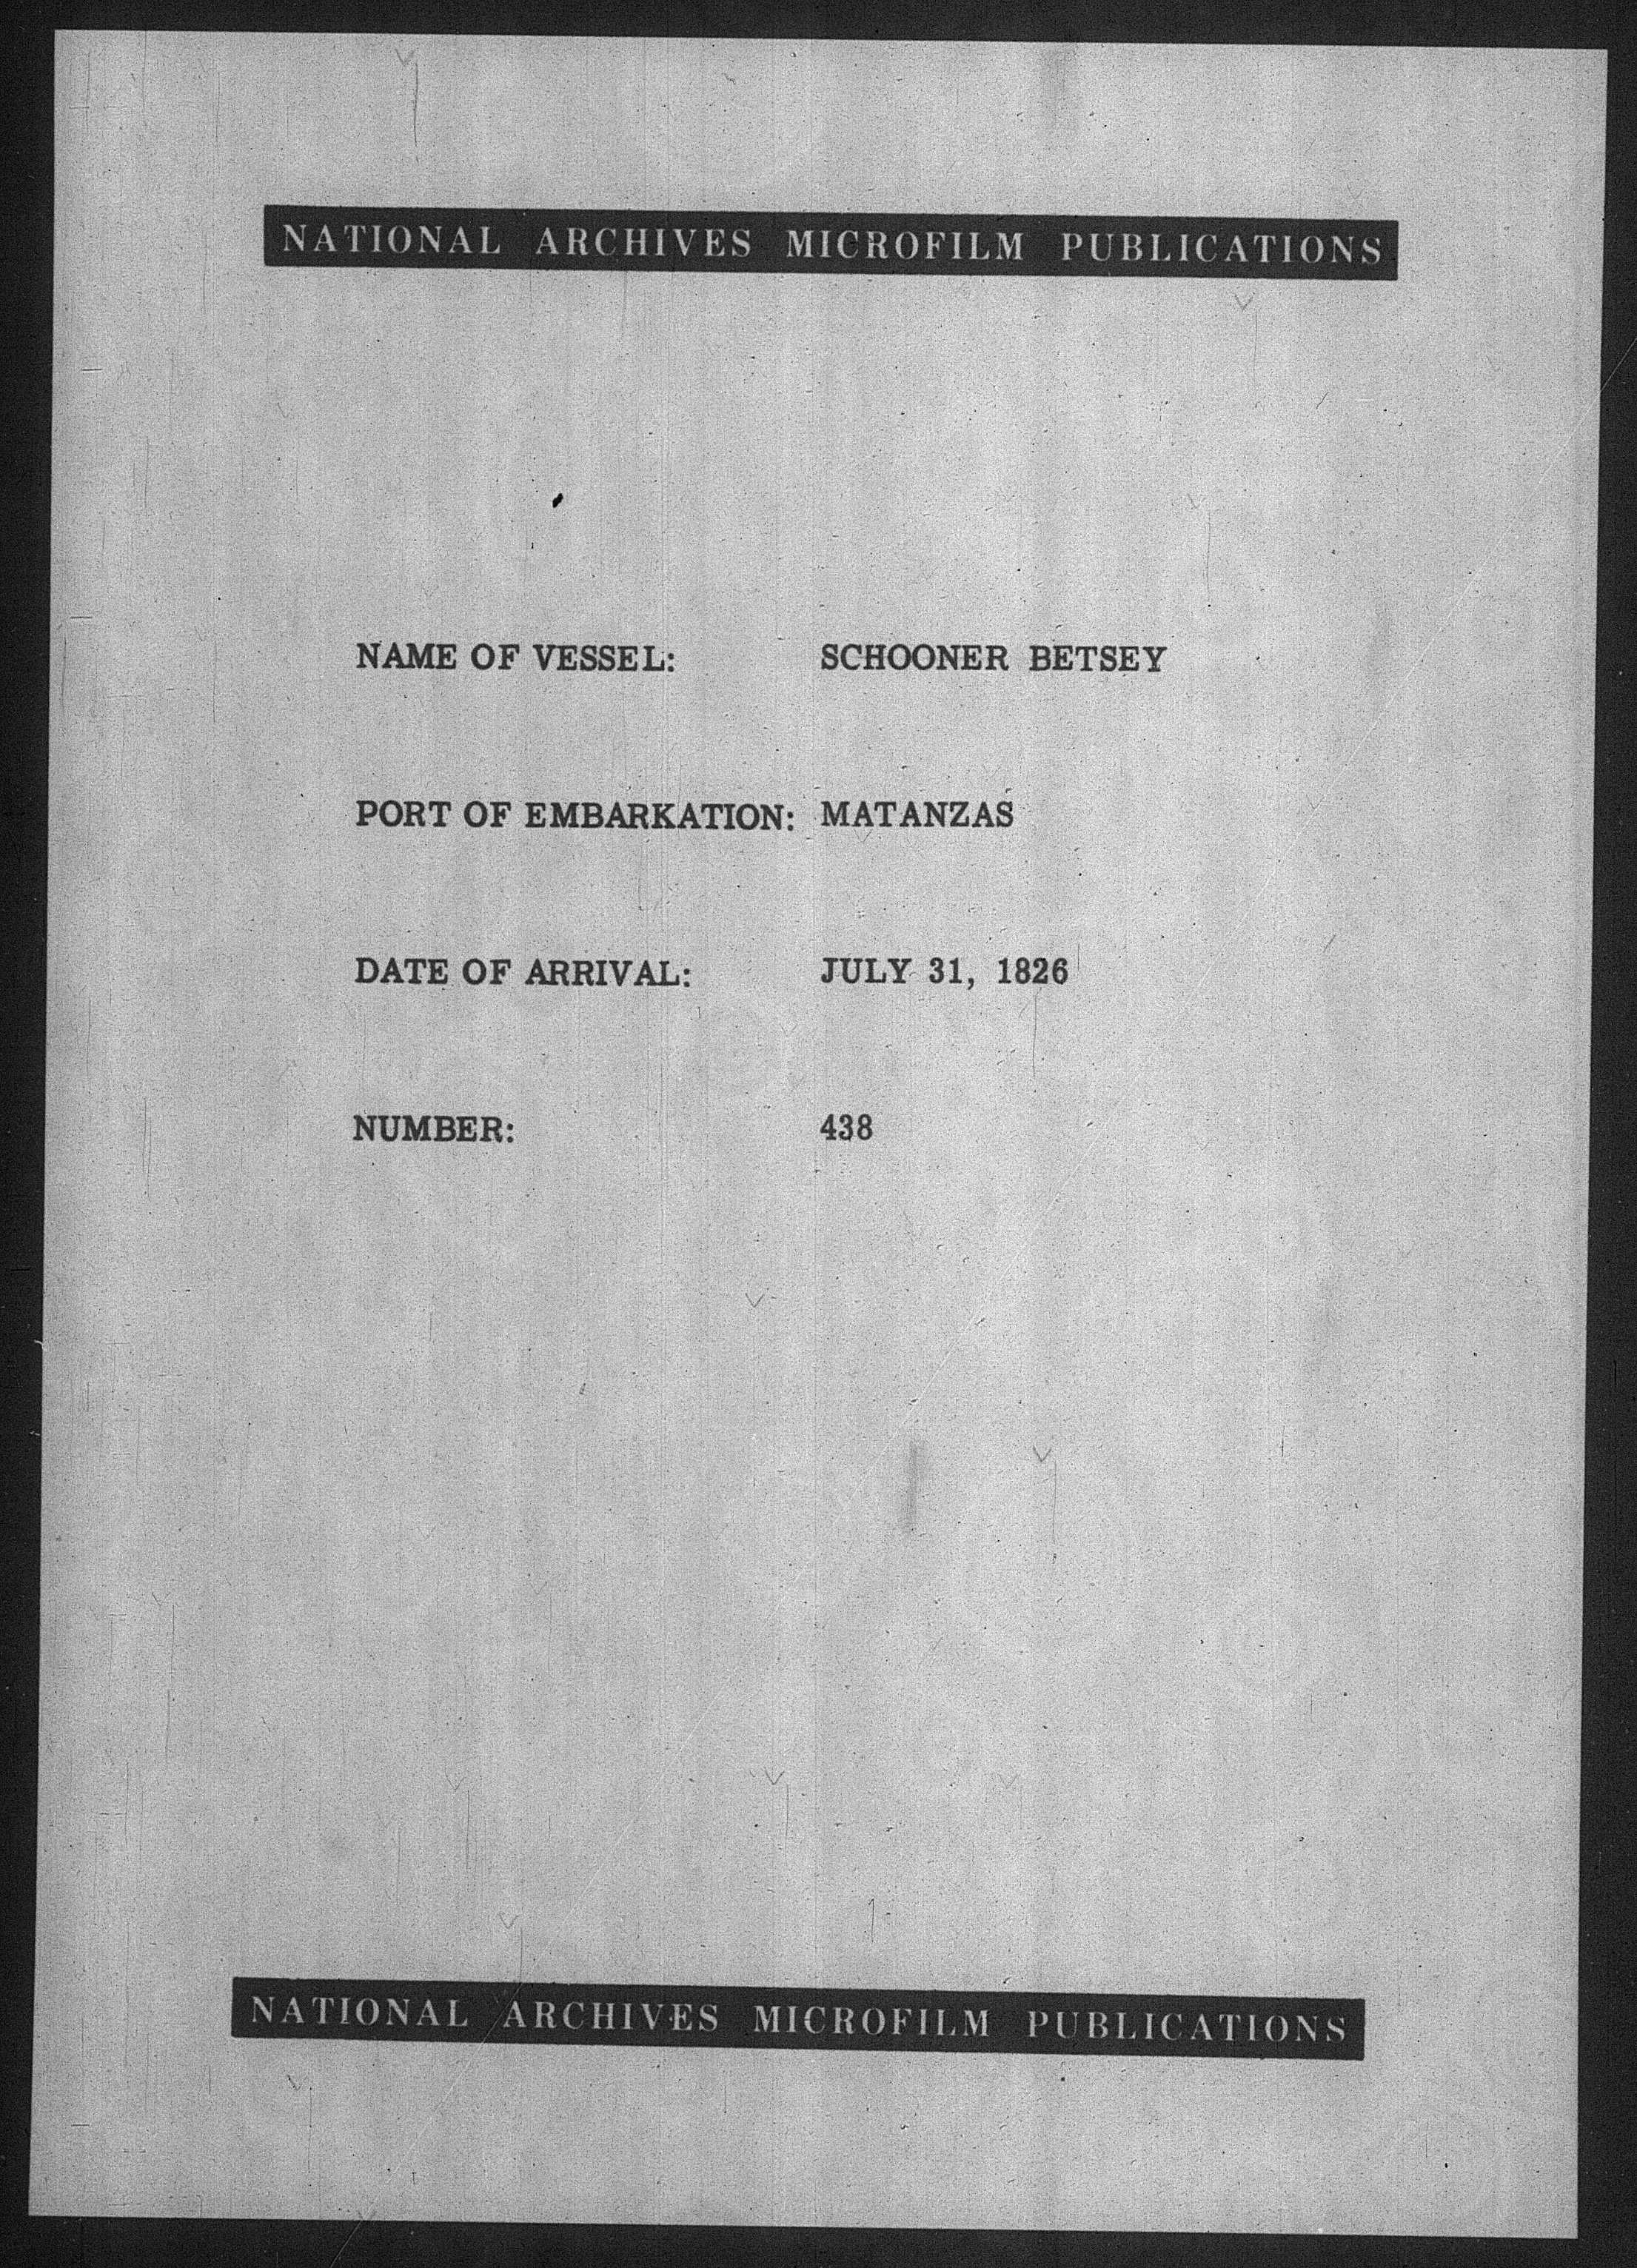 NATIONAL ARCHIVES MICROFILM PUBLICATIONS
NAME OF VESSEL: SCHOONER BETSEY
PORT OF EMBARKATION: MATANZAS
DATE OF ARRIVAL: JULY 31, 1826
NUMBER: 438
NATIONAL ARCHIVES MICROFILM PUBLICATIONS